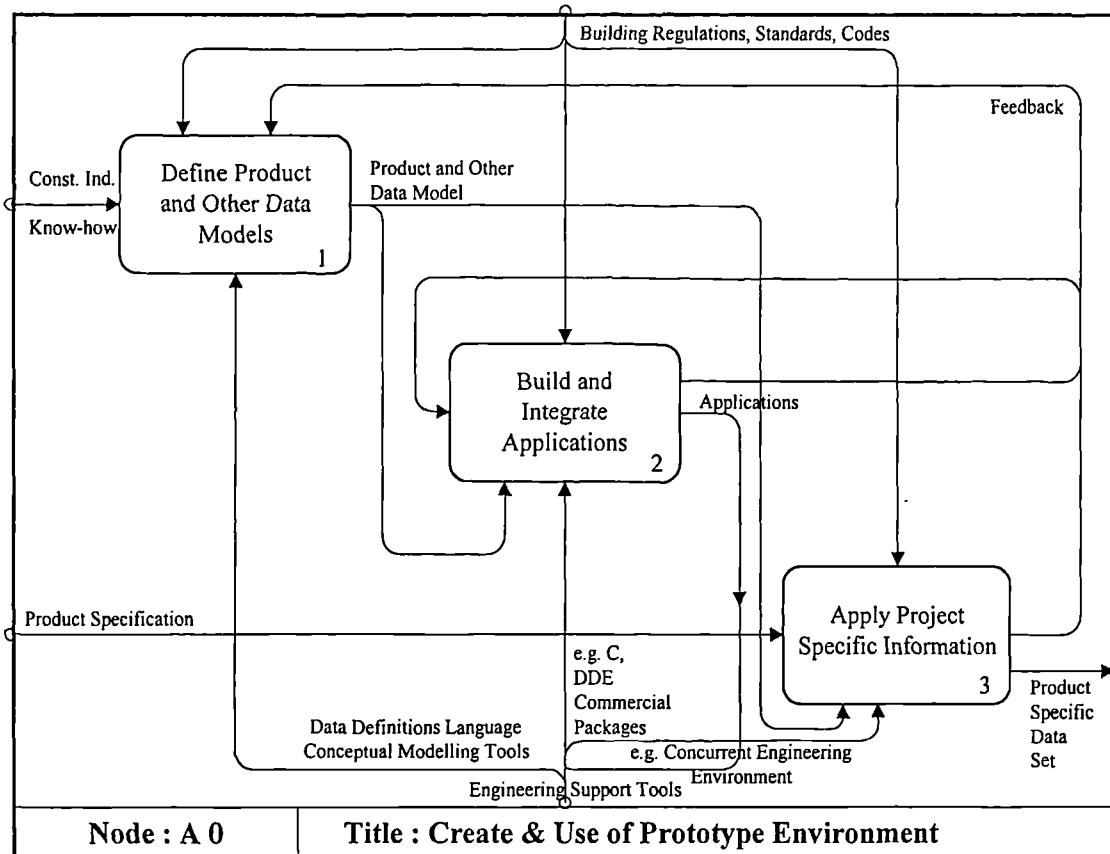 Building Regulations, Standards, Codes
Feedback
Const. Ind.
Know-how
Define Product
and Other Data
Models
1
Product and Other
Data Model
Build and
Integrate
Applications
2
Applications
Product Specification
Apply Project
Specific Information
3
e.g. C,
DDE
Commercial
Packages
Product
Specific
Data
Set
Data Definitions Language
Conceptual Modelling Tools
e.g. Concurrent Engineering
Environment
Engineering Support Tools
Node : A 0
Title : Create & Use of Prototype Environment